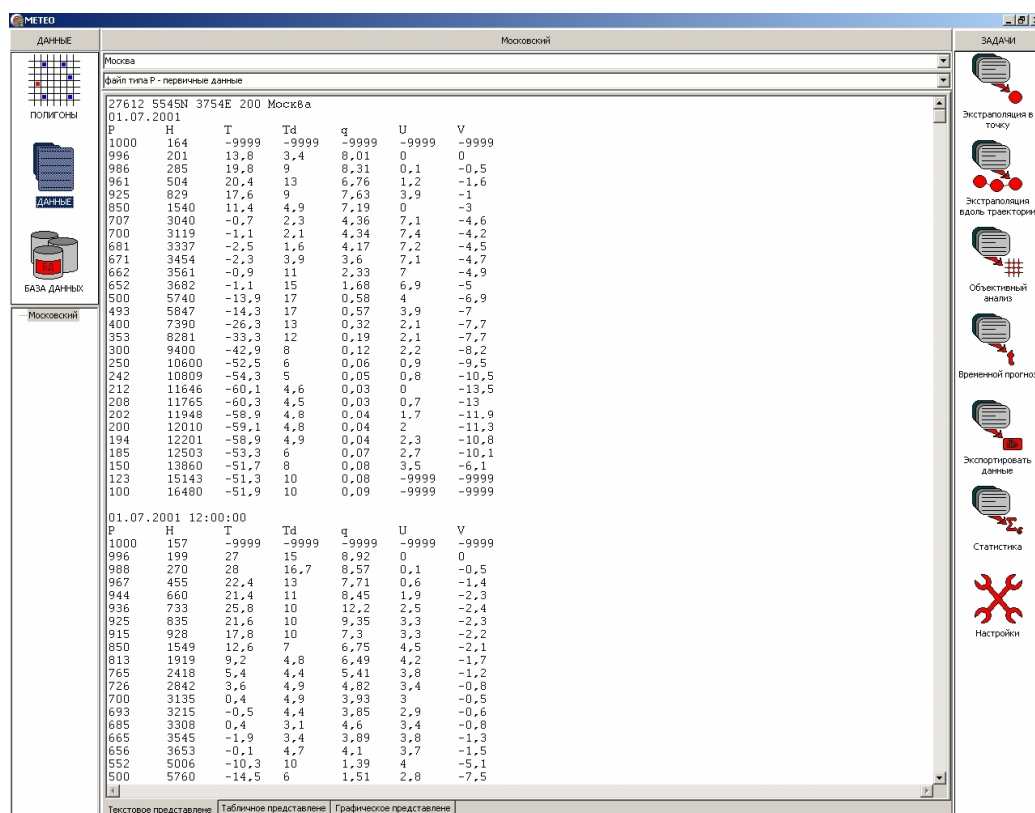 METEO
ДАННЫЕ
Московский
ЗАДАЧИ
Москва
файл типа P - первичные данные
ПОЛИГОНЫ
ДАННЫЕ
БД
БАЗА ДАННЫХ
Московский
27612 5545N 3754E 200 Москва
01.07.2001
P H T Td q U V
1000 164 -9999 -9999 -9999 -9999 -9999
996 201 13,8 3,4 8,01 0 0
986 285 19,8 9 8,31 0,1 -0,5
961 504 20,4 13 6,76 1,2 -1,6
925 829 17,6 9 7,63 3,9 -1
850 1540 11,4 4,9 7,19 0 -3
707 3040 -0,7 2,3 4,36 7,1 -4,6
700 3119 -1,1 2,1 4,34 7,4 -4,2
681 3337 -2,5 1,6 4,17 7,2 -4,5
671 3454 -2,3 3,9 3,6 7,1 -4,7
662 3561 -0,9 11 2,33 7 -4,9
652 3682 -1,1 15 1,68 6,9 -5
500 5740 -13,9 17 0,58 4 -6,9
493 5847 -14,3 17 0,57 3,9 -7
400 7390 -26,3 13 0,32 2,1 -7,7
353 8281 -33,3 12 0,19 2,1 -7,7
300 9400 -42,9 8 0,12 2,2 -8,2
250 10600 -52,5 6 0,06 0,9 -9,5
242 10809 -54,3 5 0,05 0,8 -10,5
212 11646 -60,1 4,6 0,03 0 -13,5
208 11765 -60,3 4,5 0,03 0,7 -13
202 11948 -58,9 4,8 0,04 1,7 -11,9
200 12010 -59,1 4,8 0,04 2 -11,3
194 12201 -58,9 4,9 0,04 2,3 -10,8
185 12503 -53,3 6 0,07 2,7 -10,1
150 13860 -51,7 8 0,08 3,5 -6,1
123 15143 -51,3 10 0,08 -9999 -9999
100 16480 -51,9 10 0,09 -9999 -9999
01.07.2001 12:00:00
P H T Td q U V
1000 157 -9999 -9999 -9999 -9999 -9999
996 199 27 15 8,92 0 0
988 270 28 16,7 8,57 0,1 -0,5
967 455 22,4 13 7,71 0,6 -1,4
944 660 21,4 11 8,45 1,9 -2,3
936 733 25,8 10 12,2 2,5 -2,4
925 835 21,6 10 9,35 3,3 -2,3
915 928 17,8 10 7,3 3,3 -2,2
850 1549 12,6 7 6,75 4,5 -2,1
813 1919 9,2 4,8 6,49 4,2 -1,7
765 2418 5,4 4,4 5,41 3,8 -1,2
726 2842 3,6 4,9 4,82 3,4 -0,8
700 3135 0,4 4,9 3,93 3 -0,5
693 3215 -0,5 4,4 3,85 2,9 -0,6
685 3308 0,4 3,1 4,6 3,4 -0,8
665 3545 -1,9 3,4 3,89 3,8 -1,3
656 3653 -0,1 4,7 4,1 3,7 -1,5
552 5006 -10,3 10 1,39 4 -5,1
500 5760 -14,5 6 1,51 2,8 -7,5
Текстовое представлене Табличное представлене Графическое представлене
Экстраполяция в
точку
Экстраполяция
вдоль траектории
Объективный
анализ
Временной прогноз
Экспортировать
данные
Статистика
Настройки